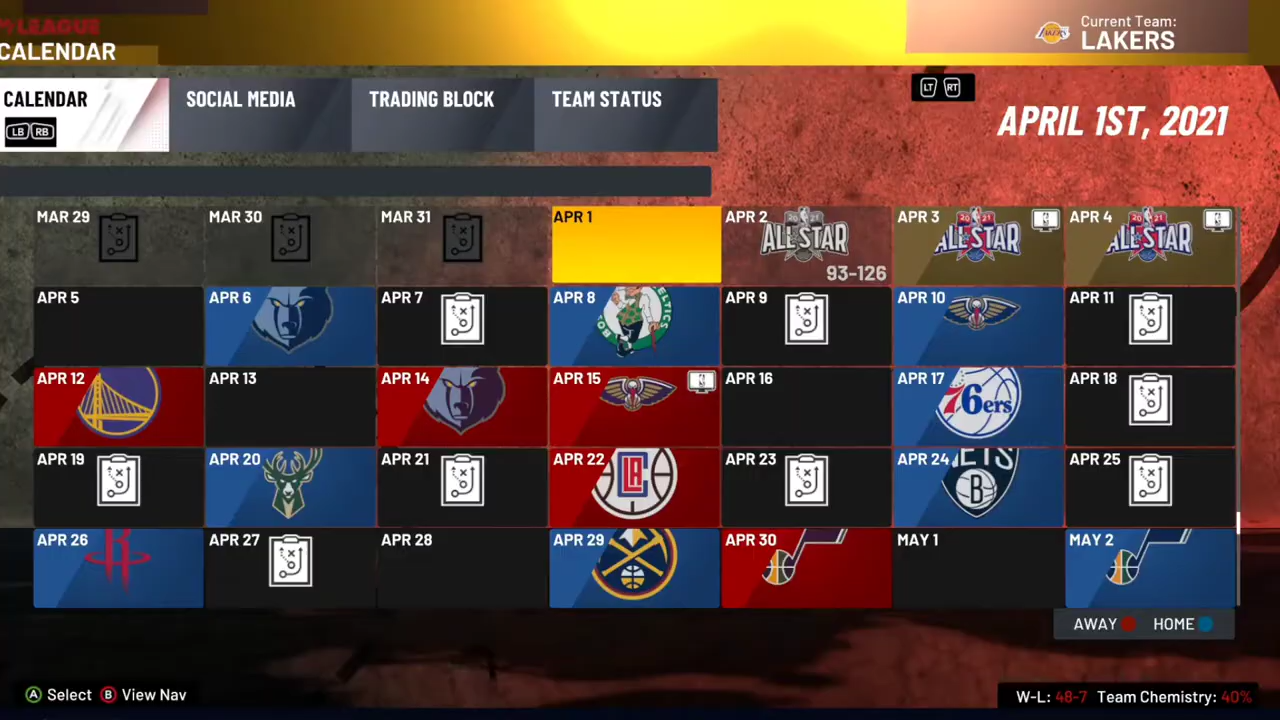 LEAGUE
CALENDAR
Current Team:
LAKERS
CALENDAR
LB RB
SOCIAL MEDIA
TRADING BLOCK
TEAM STATUS
LT RT
APRIL 1ST, 2021
MAR 29
MAR 30
MAR 31
APR 1
APR 2
2021
ALL STAR
93-126
APR 3
2021
ALL STAR
APR 4
2021
ALL STAR
APR 5
APR 6
APR 7
APR 8
CELTICS
APR 9
APR 10
APR 11
APR 12
APR 13
APR 14
APR 15
APR 16
APR 17
76ers
APR 18
APR 19
APR 20
APR 21
APR 22
LA
APR 23
APR 24
ETS
B
APR 25
APR 26
APR 27
APR 28
APR 29
APR 30
MAY 1
MAY 2
AWAY HOME
A Select B View Nav
W-L: 48-7 Team Chemistry: 40%